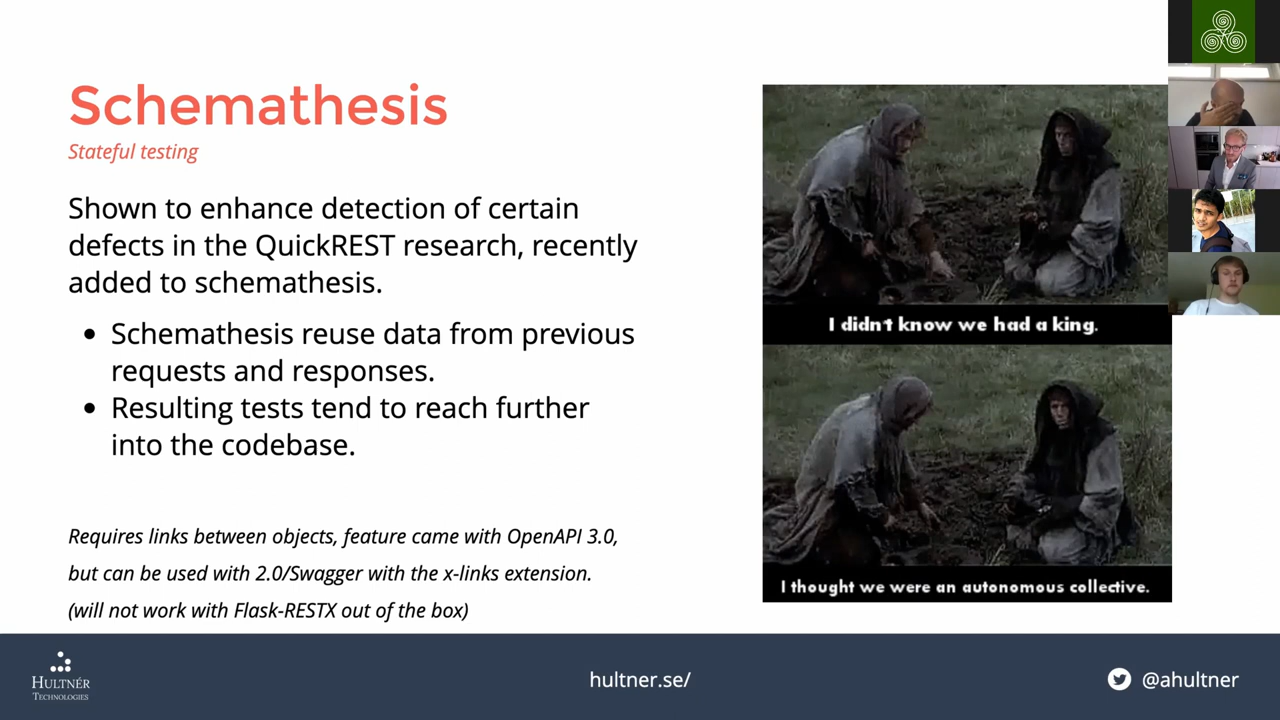 Schemathesis
Stateful testing
Shown to enhance detection of certain
defects in the QuickREST research, recently
added to schemathesis.
• Schemathesis reuse data from previous
requests and responses.
• Resulting tests tend to reach further
into the codebase.
Requires links between objects, feature came with OpenAPI 3.0,
but can be used with 2.0/Swagger with the x-links extension.
(will not work with Flask-RESTX out of the box)
I didn't know we had a king.
I thought we were an autonomous collective.
HULTNÉR
TECHNOLOGIES
hultner.se/
@ahultner